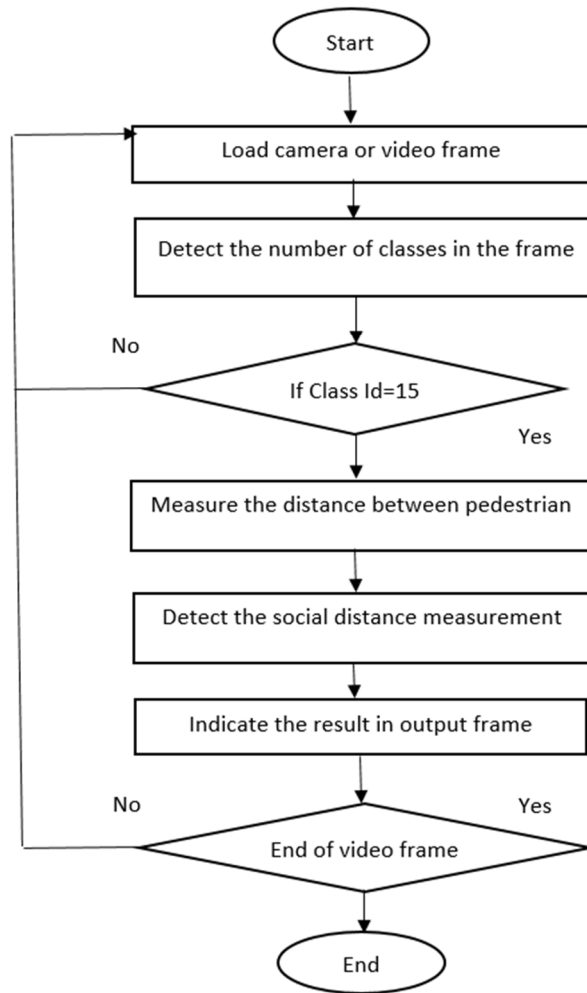 Start
Load camera or video frame
Detect the number of classes in the frame
No
If Class Id=15
Yes
Measure the distance between pedestrian
Detect the social distance measurement
Indicate the result in output frame
No
Yes
End of video frame
End